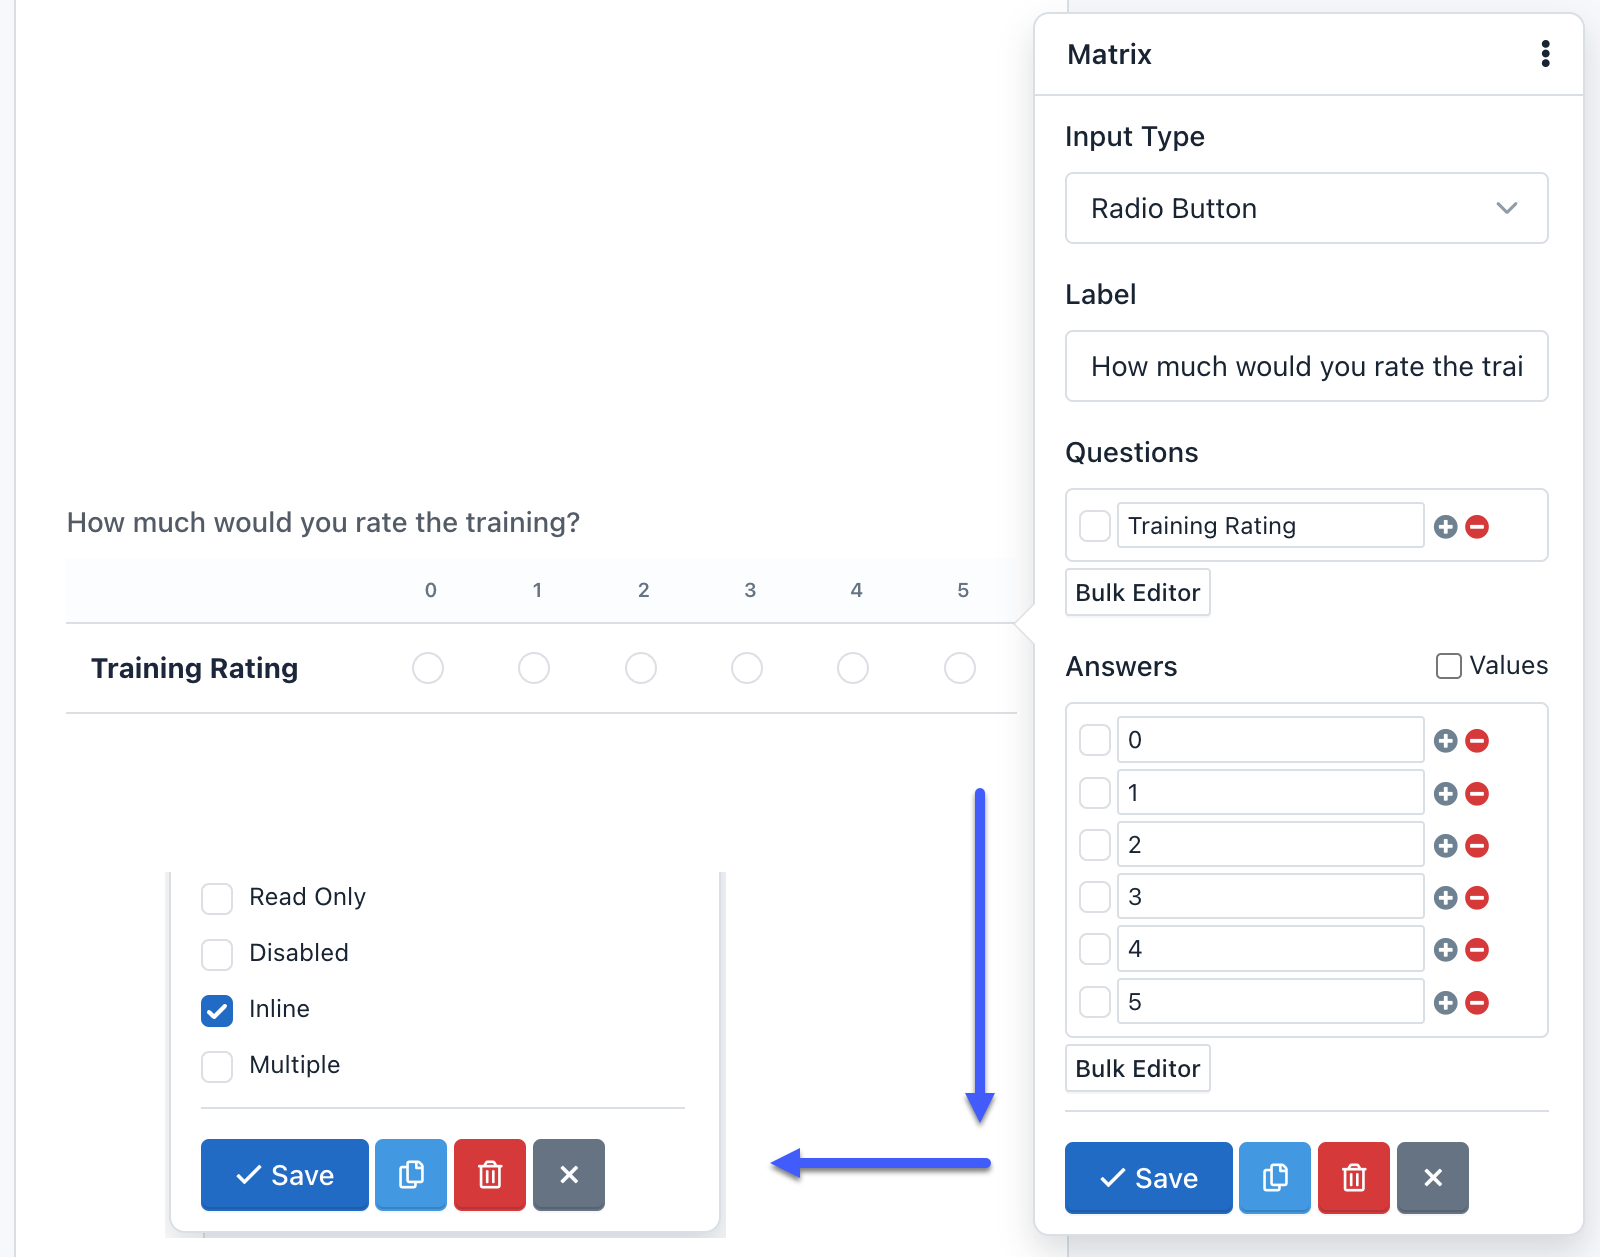 How much would you rate the training?
0 1 2 3 4 5
Training Rating
Read Only
Disabled
Inline
Multiple
Save
Matrix
Input Type
Radio Button
Label
How much would you rate the trai
Questions
Training Rating
Bulk Editor
Answers
Values
0
1
2
3
4
5
Bulk Editor
Save